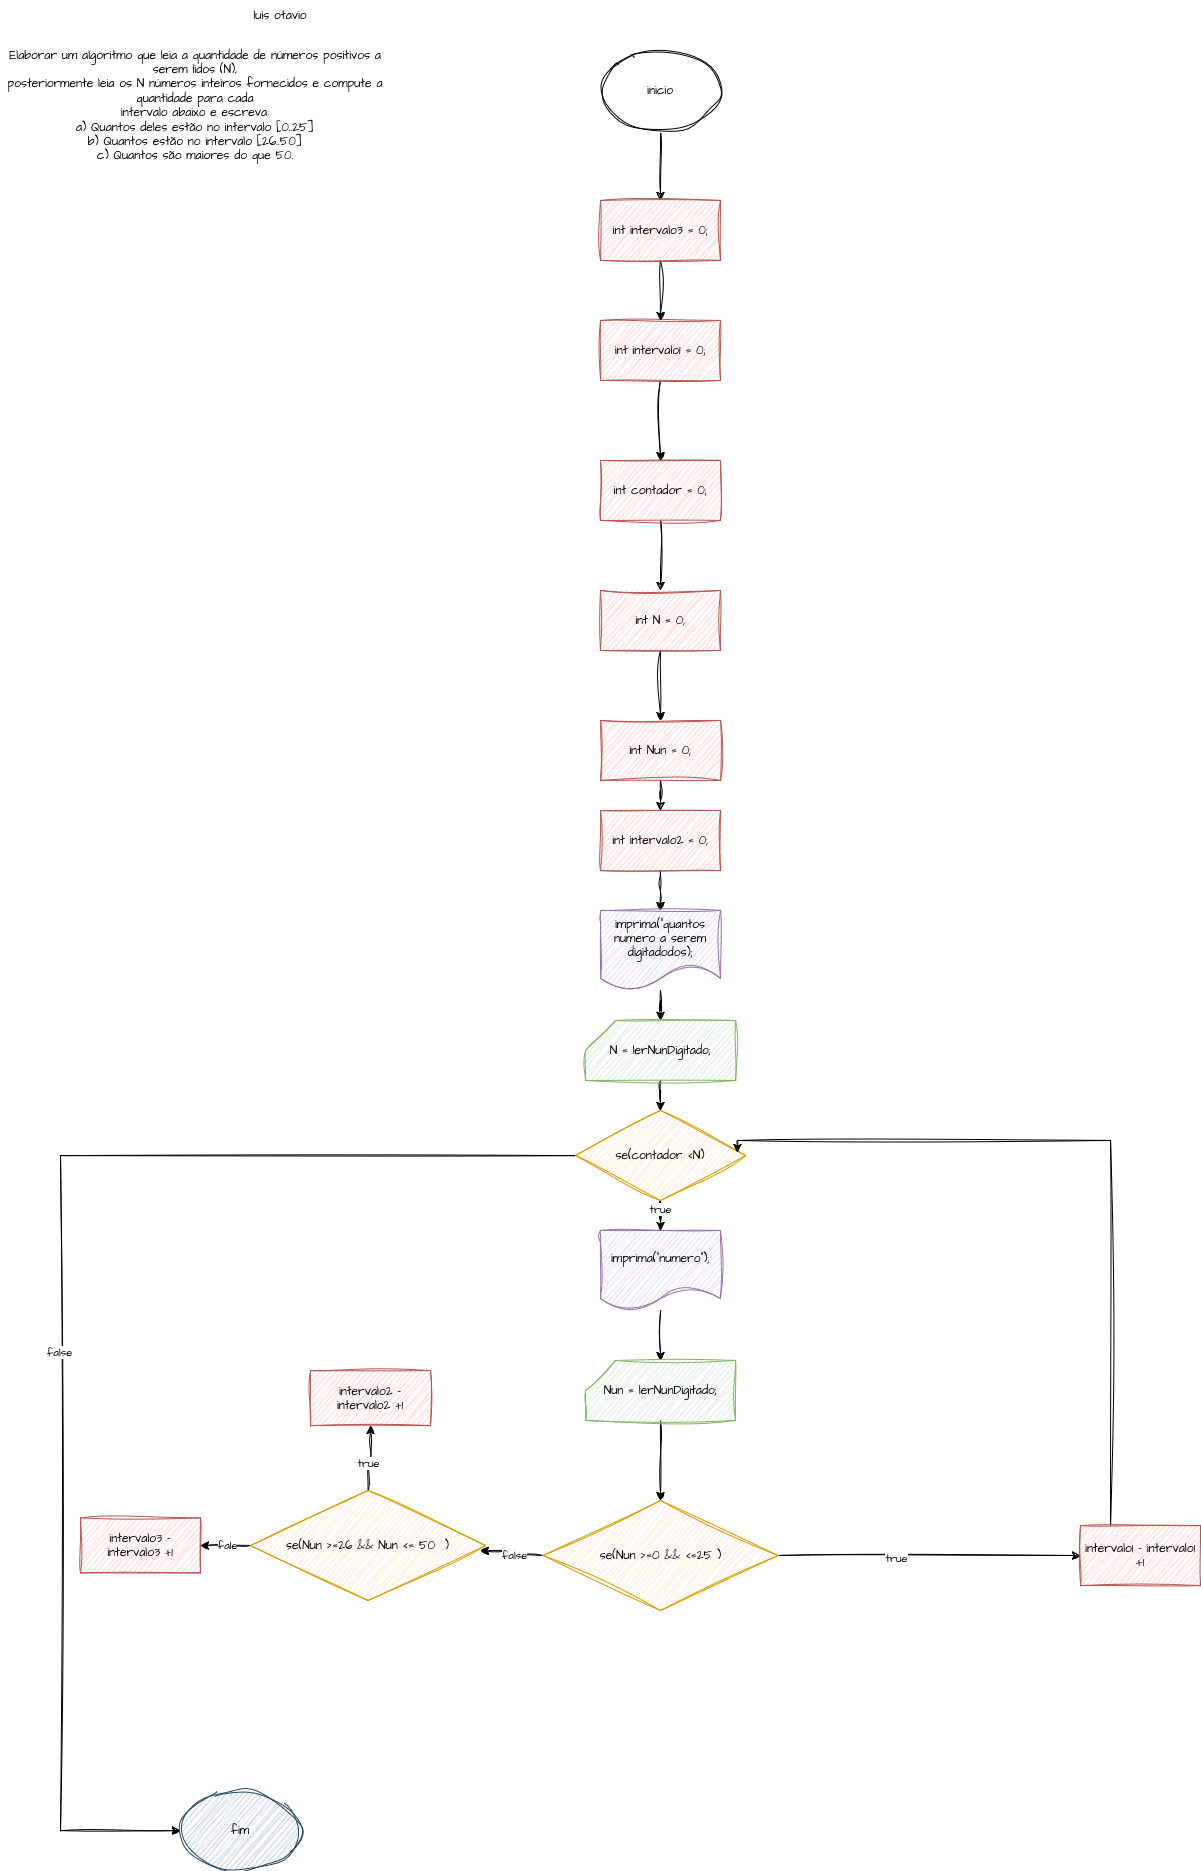 luis otavio
Elaborar um algoritmo que leia a quantidade de números positivos a
serem lidos (N),
posteriormente leia os N números inteiros fornecidos e compute a
quantidade para cada
intervalo abaixo e escreva:
a) Quantos deles estão no intervalo [0..25]
b) Quantos estão no intervalo [26..50]
c) Quantos são maiores do que 50.
inicio
int intervalo3 = 0;
int intervalo1 = 0;
int contador = 0;
int N = 0;
int Nun = 0;
int intervalo2 = 0;
imprima("quantos
numero a serem
digitadodos);
N = lerNunDigitado;
se(contador <N)
true
imprima("numero");
false
Nun = lerNunDigitado;
intervalo2 -
intervalo2 +1
true
intervalo3 -
intervalo3 +1
fale
se(Nun >=26 && Nun <= 50 )
false
se(Nun >=0 && <=25 )
true
intervalo1 - intervalo1
+1
fim